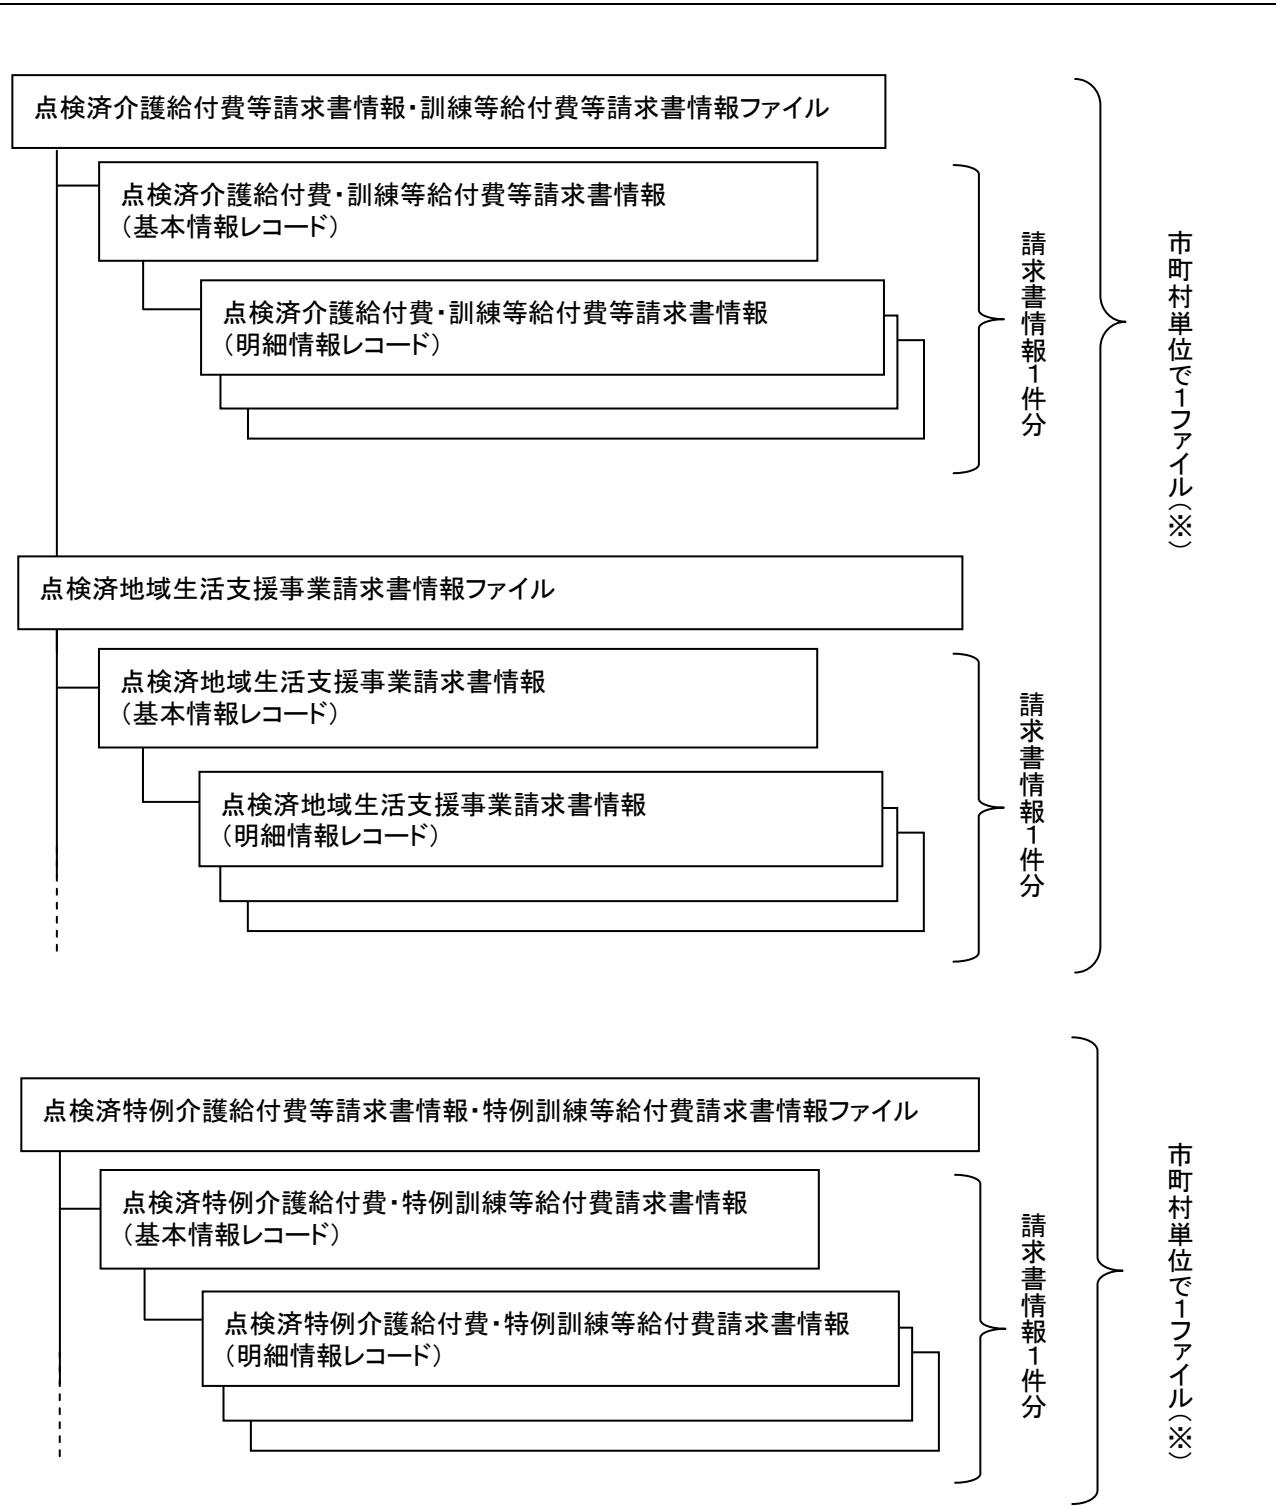 点検済介護給付費等請求書情報・訓練等給付費等請求書情報ファイル
点検済介護給付費・訓練等給付費等請求書情報
（基本情報レコード）
点検済介護給付費・訓練等給付費等請求書情報
（明細情報レコード）
請求書情報１件分
市町村単位で１ファイル（※）
点検済地域生活支援事業請求書情報ファイル
点検済地域生活支援事業請求書情報
（基本情報レコード）
点検済地域生活支援事業請求書情報
（明細情報レコード）
請求書情報１件分
点検済特例介護給付費等請求書情報・特例訓練等給付費請求書情報ファイル
点検済特例介護給付費・特例訓練等給付費請求書情報
（基本情報レコード）
点検済特例介護給付費・特例訓練等給付費請求書情報
（明細情報レコード）
請求書情報１件分
市町村単位で１ファイル（※）